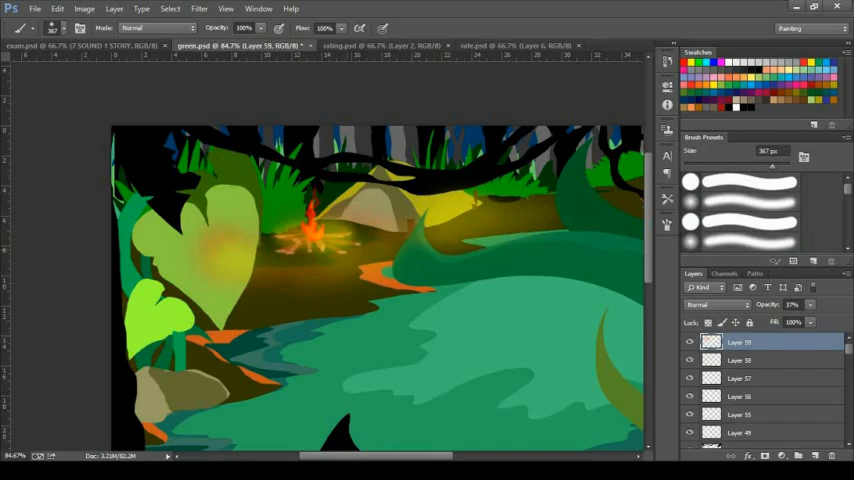 Ps File Edit Image Layer Type Select Filter View Window
367 Mode: Normal Opacity: 100% Flow: 100% Painting
exam.psd @ 66.7% (7 SOUND 1 STORY, RGB/8) × green.psd @ 84.7% (Layer 59, RGB/8) * × rating.psd @ 66.7% (Layer 2, RGB/8) × rate.psd @ 66.7% (Layer 6, RGB/8) ×
Swatches
Brush Presets
Size: 367 px
Layers Channels Paths
Kind
Normal Opacity: 37%
Lock: Fill: 100%
Layer 59
Layer 58
Layer 57
Layer 56
Layer 55
Layer 49
84.67% Doc: 3.21M/82.2M